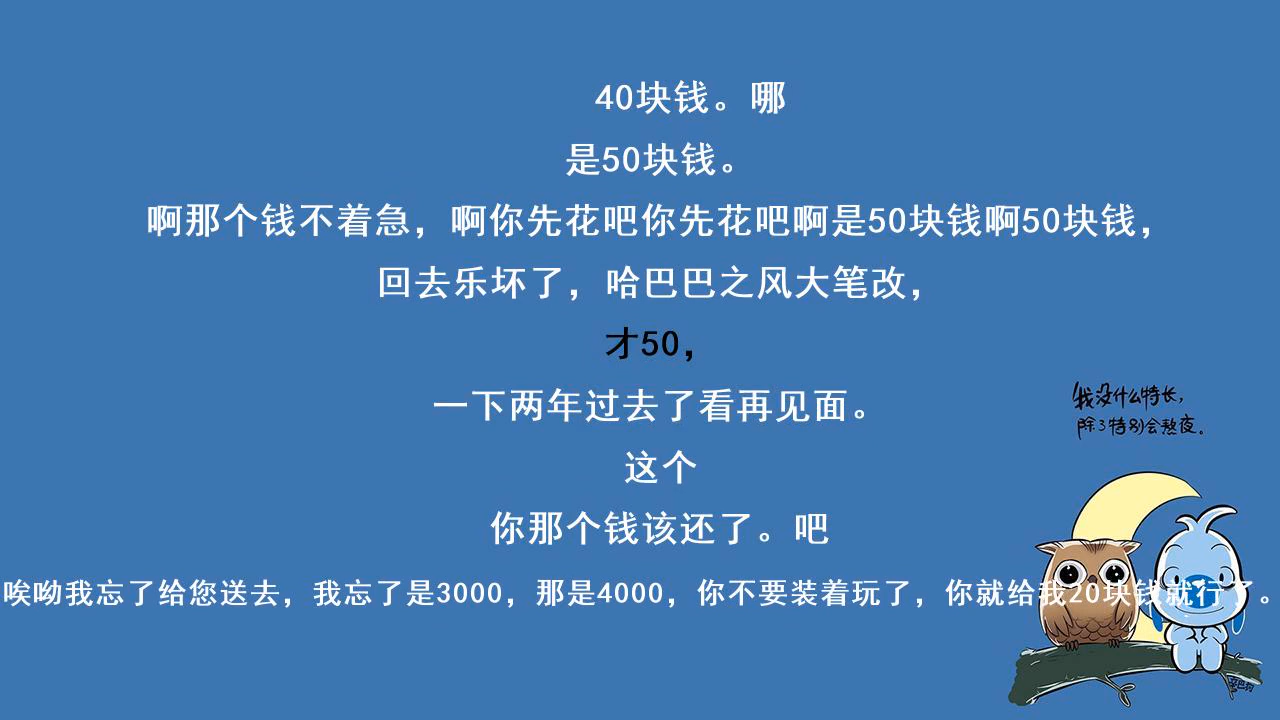 40块钱。哪
是50块钱。
啊那个钱不着急，啊你先花吧你先花吧啊是50块钱啊50块钱，
回去乐坏了，哈巴巴之风大笔改，
才50，
一下两年过去了看再见面。
这个
你那个钱该还了。吧
唉呦我忘了给您送去，我忘了是3000，那是4000，你不要装着玩了，你就给我20块钱就行了。
我没什么特长，
除了特别会熬夜。